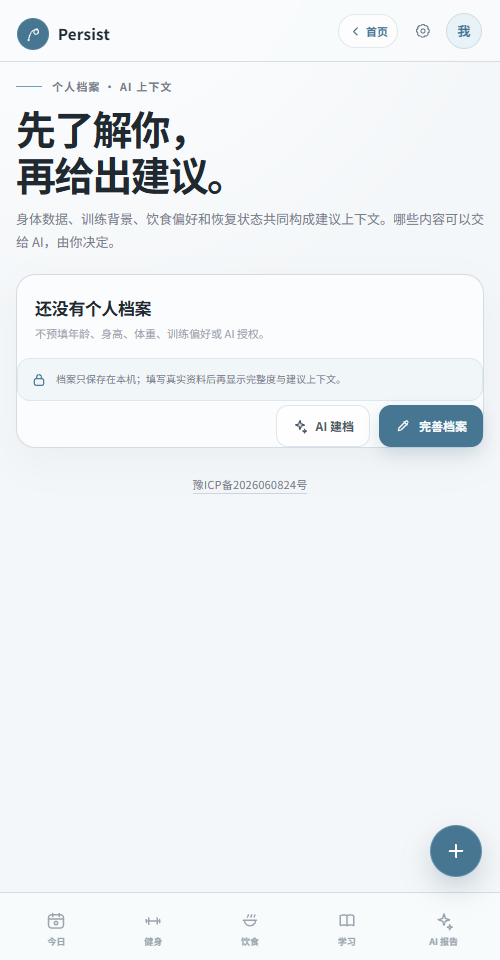 Persist
首页
我
个人档案 · AI 上下文
先了解你，
再给出建议。
身体数据、训练背景、饮食偏好和恢复状态共同构成建议上下文。哪些内容可以交
给 AI，由你决定。
还没有个人档案
不预填年龄、身高、体重、训练偏好或 AI 授权。
档案只保存在本机；填写真实资料后再显示完整度与建议上下文。
AI 建档
完善档案
豫ICP备2026060824号
今日
健身
饮食
学习
AI 报告